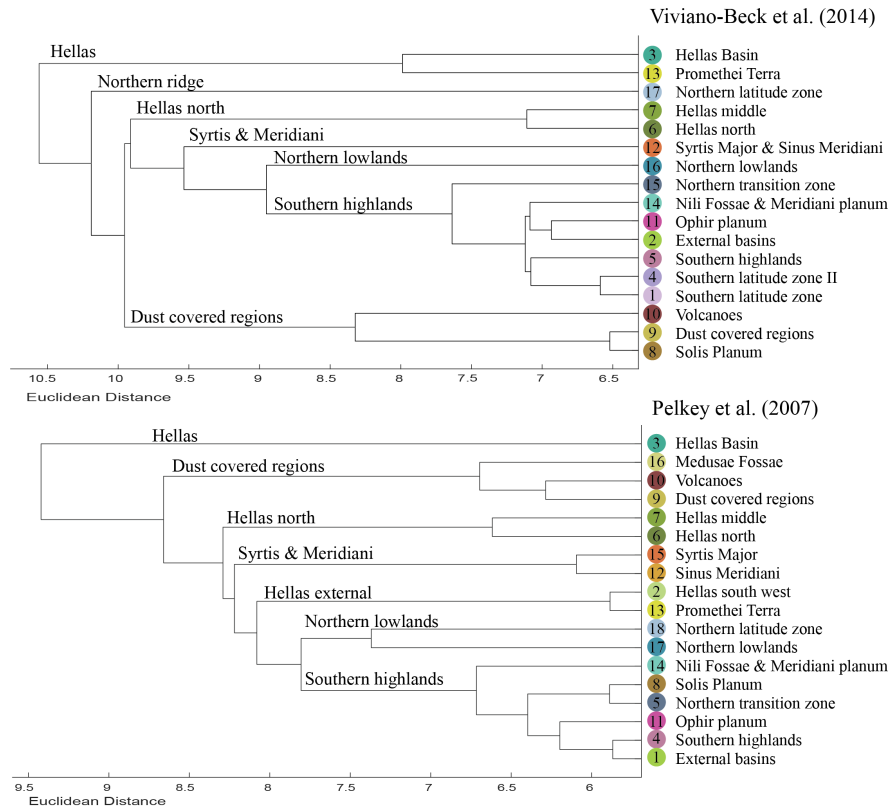 Viviano-Beck et al. (2014)
Hellas
3 Hellas Basin
13 Promethei Terra
Northern ridge
17 Northern latitude zone
Hellas north
7 Hellas middle
6 Hellas north
Syrtis & Meridiani
12 Syrtis Major & Sinus Meridiani
Northern lowlands
16 Northern lowlands
15 Northern transition zone
Southern highlands
14 Nili Fossae & Meridiani planum
11 Ophir planum
2 External basins
5 Southern highlands
4 Southern latitude zone II
1 Southern latitude zone
Dust covered regions
10 Volcanoes
9 Dust covered regions
8 Solis Planum
10.5 10 9.5 9 8.5 8 7.5 7 6.5
Euclidean Distance
Pelkey et al. (2007)
Hellas
3 Hellas Basin
Dust covered regions
16 Medusae Fossae
10 Volcanoes
9 Dust covered regions
Hellas north
7 Hellas middle
6 Hellas north
Syrtis & Meridiani
15 Syrtis Major
12 Sinus Meridiani
Hellas external
2 Hellas south west
13 Promethei Terra
Northern lowlands
18 Northern latitude zone
17 Northern lowlands
Southern highlands
14 Nili Fossae & Meridiani planum
8 Solis Planum
5 Northern transition zone
11 Ophir planum
4 Southern highlands
1 External basins
9.5 9 8.5 8 7.5 7 6.5 6
Euclidean Distance